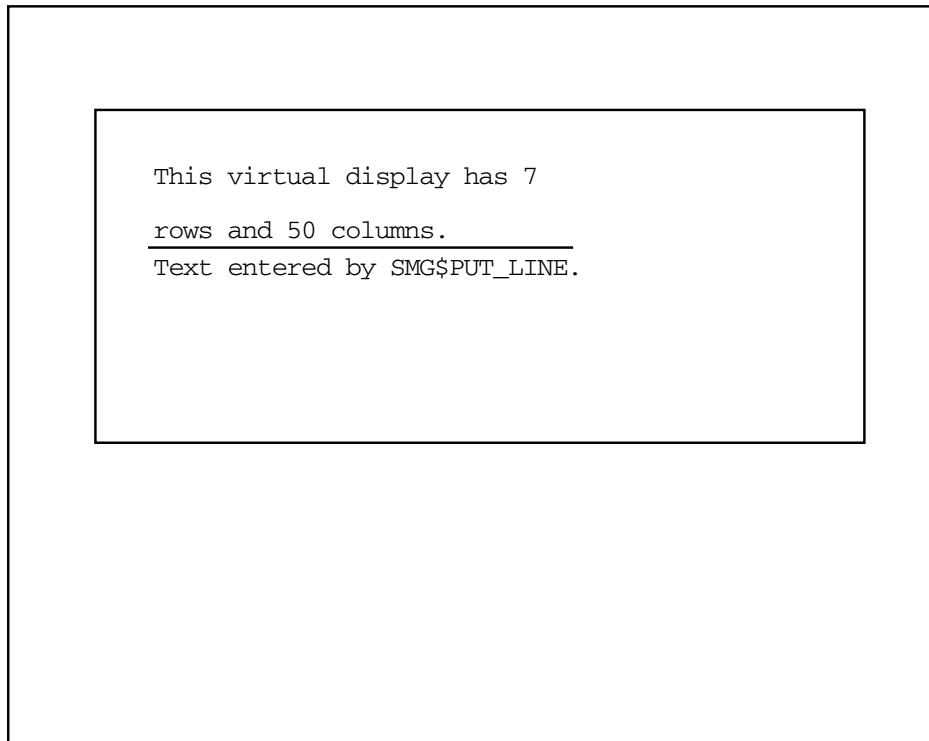 This virtual display has 7
rows and 50 columns.
Text entered by SMG$PUT_LINE.